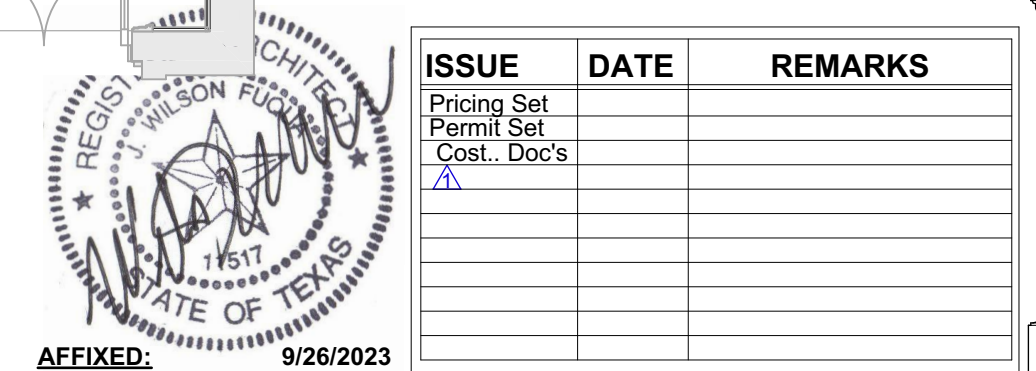 REGISTERED ARCHITECT
J. WILSON FUQUA
11517
STATE OF TEXAS
AFFIXED: 9/26/2023
ISSUE DATE REMARKS
Pricing Set
Permit Set
Cost.. Doc's
1